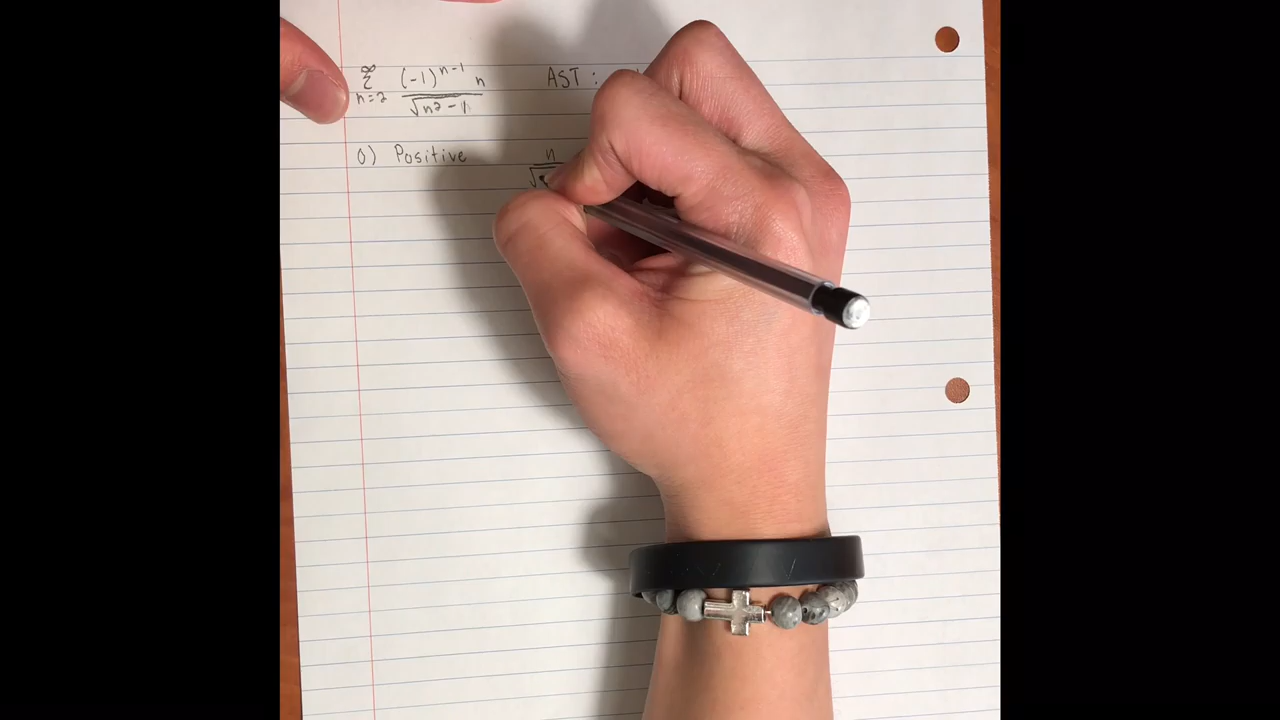 ∞
Σ (-1)^{n-1} n / √(n²-1) AST :
n=2
0) Positive n / √